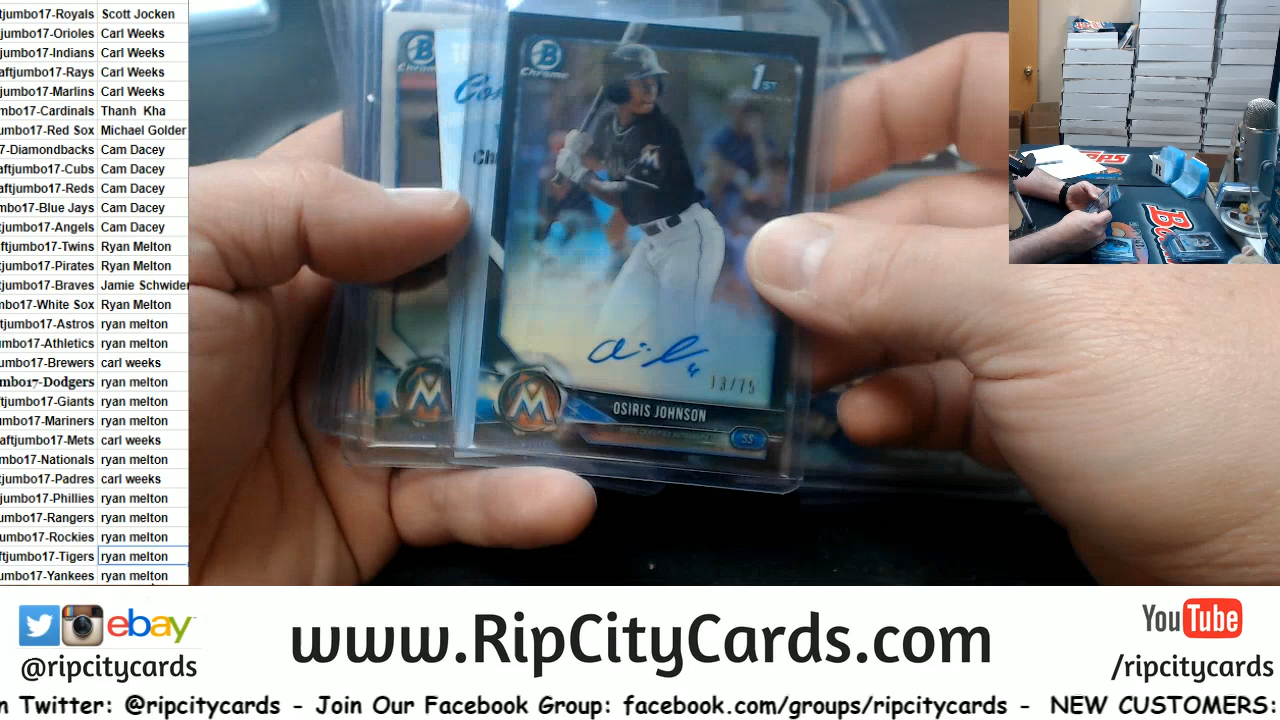 tjumbo17-Royals Scott Jocken
jumbo17-Orioles Carl Weeks
jumbo17-Indians Carl Weeks
aftjumbo17-Rays Carl Weeks
jumbo17-Marlins Carl Weeks
mbo17-Cardinals Thanh Kha
umbo17-Red Sox Michael Golder
7-Diamondbacks Cam Dacey
aftjumbo17-Cubs Cam Dacey
aftjumbo17-Reds Cam Dacey
mbo17-Blue Jays Cam Dacey
tjumbo17-Angels Cam Dacey
ftjumbo17-Twins Ryan Melton
jumbo17-Pirates Ryan Melton
jumbo17-Braves Jamie Schwider
mbo17-White Sox Ryan Melton
tjumbo17-Astros ryan melton
umbo17-Athletics ryan melton
umbo17-Brewers carl weeks
mbo17-Dodgers ryan melton
ftjumbo17-Giants ryan melton
umbo17-Mariners ryan melton
aftjumbo17-Mets carl weeks
mbo17-Nationals ryan melton
tjumbo17-Padres carl weeks
jumbo17-Phillies ryan melton
umbo17-Rangers ryan melton
umbo17-Rockies ryan melton
ftjumbo17-Tigers ryan melton
umbo17-Yankees ryan melton
B
Chrome
B
Chrome
1ST
13/75
OSIRIS JOHNSON
SS
ebay
@ripcitycards
www.RipCityCards.com
YouTube
/ripcitycards
n Twitter: @ripcitycards - Join Our Facebook Group: facebook.com/groups/ripcitycards - NEW CUSTOMERS: